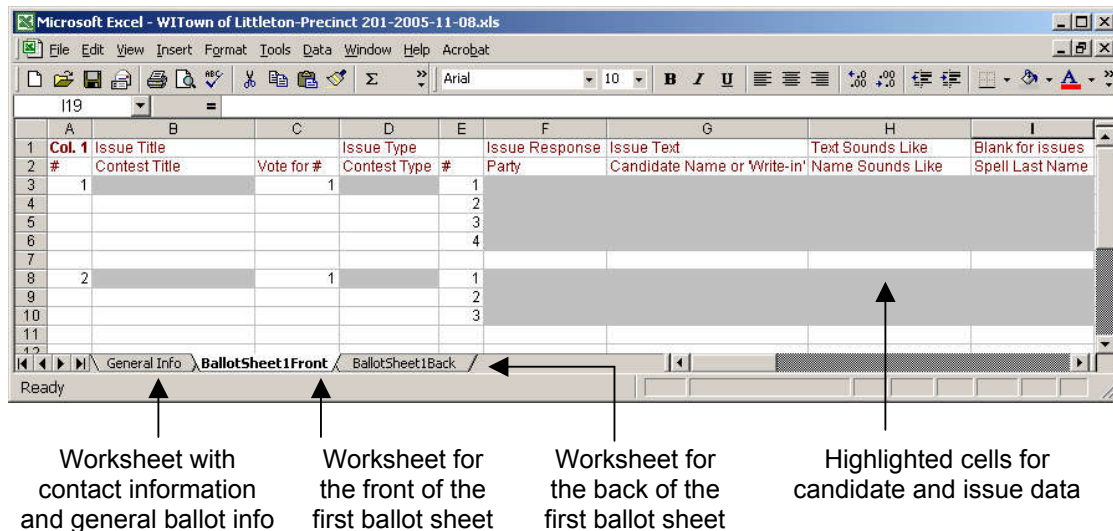 Microsoft Excel - WITown of Littleton-Precinct 201-2005-11-08.xls
File Edit View Insert Format Tools Data Window Help Acrobat
ABC Σ » Arial 10 B I U .00 .00 A »
I19 =
A B C D E F G H I
1 Col. 1 Issue Title Issue Type Issue Response Issue Text Text Sounds Like Blank for issues
2 # Contest Title Vote for # Contest Type # Party Candidate Name or 'Write-in' Name Sounds Like Spell Last Name
3 1 1 1
4 2
5 3
6 4
7
8 2 1 1
9 2
10 3
11
12
General Info BallotSheet1Front BallotSheet1Back
Ready
Worksheet with contact information and general ballot info
Worksheet for the front of the first ballot sheet
Worksheet for the back of the first ballot sheet
Highlighted cells for candidate and issue data